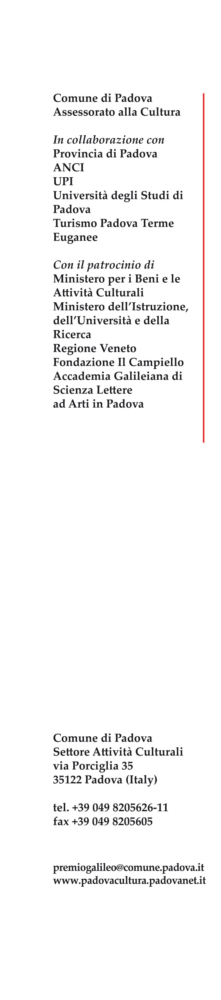 Comune di Padova
Assessorato alla Cultura
In collaborazione con
Provincia di Padova
ANCI
UPI
Università degli Studi di
Padova
Turismo Padova Terme
Euganee
Con il patrocinio di
Ministero per i Beni e le
Attività Culturali
Ministero dell’Istruzione,
dell’Università e della
Ricerca
Regione Veneto
Fondazione Il Campiello
Accademia Galileiana di
Scienza Lettere
ad Arti in Padova
Comune di Padova
Settore Attività Culturali
via Porciglia 35
35122 Padova (Italy)
tel. +39 049 8205626-11
fax +39 049 8205605
premiogalileo@comune.padova.it
www.padovacultura.padovanet.it